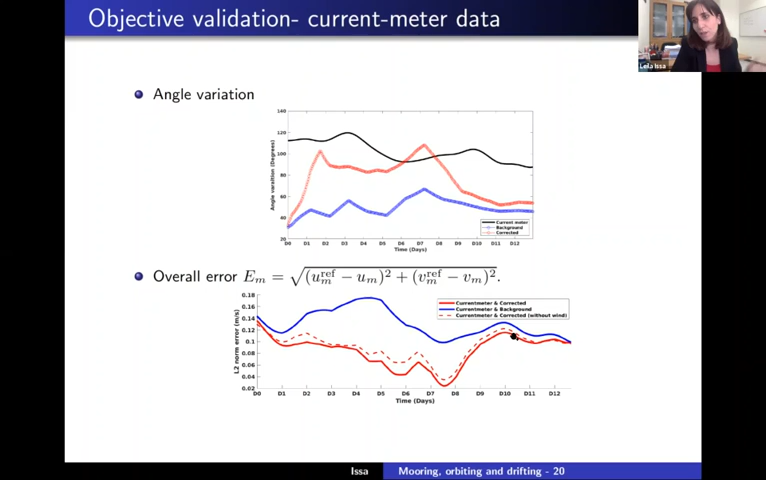 Objective validation- current-meter data
Leila Issa
Angle variation
140
120
100
80
60
40
20
Angle varaition (Degrees)
Current meter
Background
Corrected
D0 D1 D2 D3 D4 D5 D6 D7 D8 D9 D10 D11 D12
Time (Days)
Overall error E_m = √(u_m^ref − u_m)² + (v_m^ref − v_m)².
0.18
0.16
0.14
0.12
0.1
0.08
0.06
0.04
0.02
L2 norm error (m/s)
Currentmeter & Corrected
Currentmeter & Background
Currentmeter & Corrected (without wind)
D0 D1 D2 D3 D4 D5 D6 D7 D8 D9 D10 D11 D12
Time (Days)
Issa Mooring, orbiting and drifting - 20